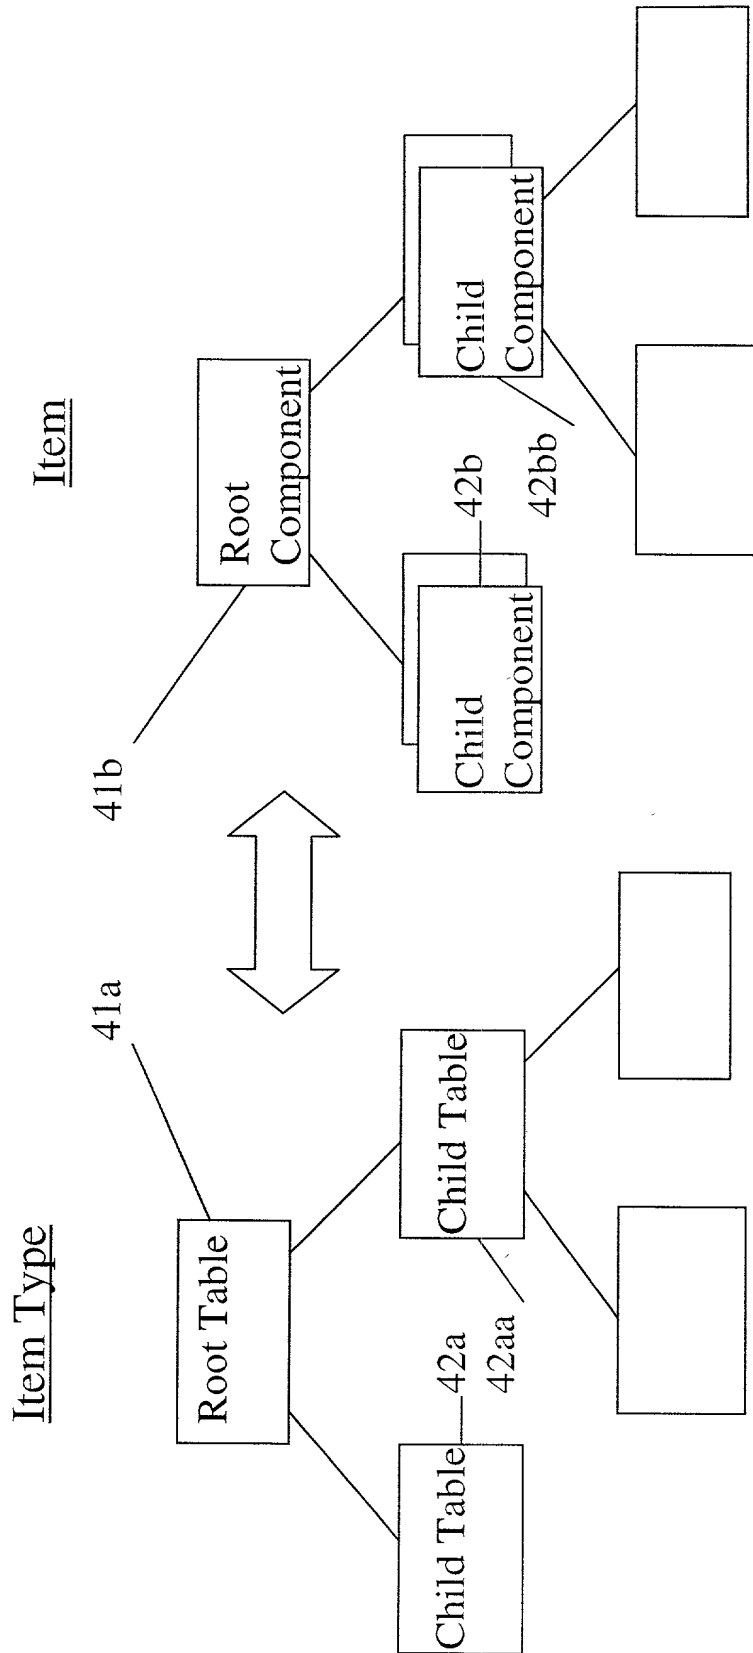 Item Type
Item
41a
41b
Root Table
Root
Component
Child Table
42a
42aa
Child Table
Child
Component
42b
42bb
Child
Component